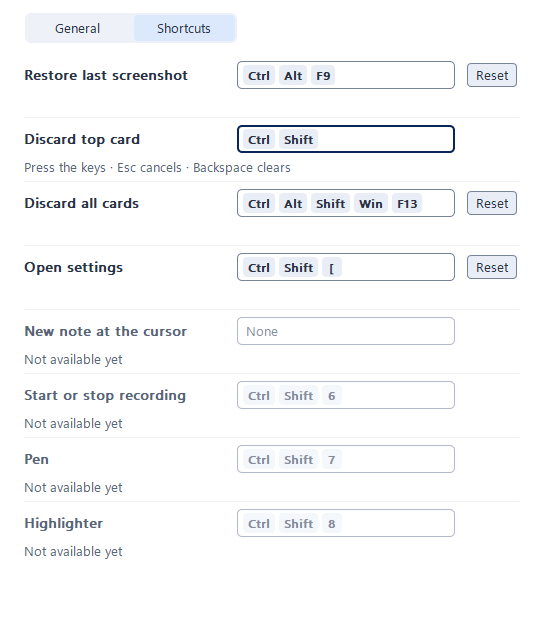 General Shortcuts
Restore last screenshot Ctrl Alt F9 Reset
Discard top card Ctrl Shift
Press the keys · Esc cancels · Backspace clears
Discard all cards Ctrl Alt Shift Win F13 Reset
Open settings Ctrl Shift [ Reset
New note at the cursor None
Not available yet
Start or stop recording Ctrl Shift 6
Not available yet
Pen Ctrl Shift 7
Not available yet
Highlighter Ctrl Shift 8
Not available yet